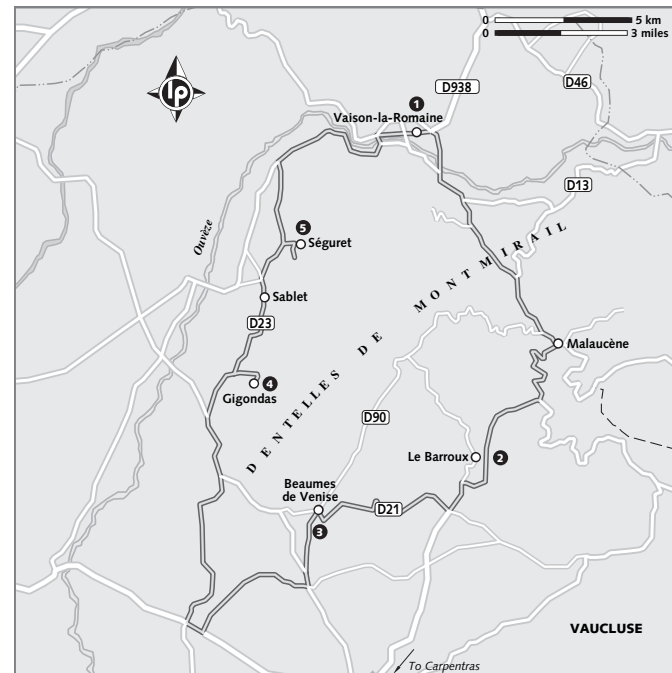 0 5 km
0 3 miles
lp
D938
D46
1
Vaison-la-Romaine
D13
Ouvèze
5
Séguret
DENTELLES DE MONTMIRAIL
Sablet
D23
Malaucène
4
Gigondas
D90
Le Barroux
2
Beaumes
de Venise
D21
3
VAUCLUSE
To Carpentras